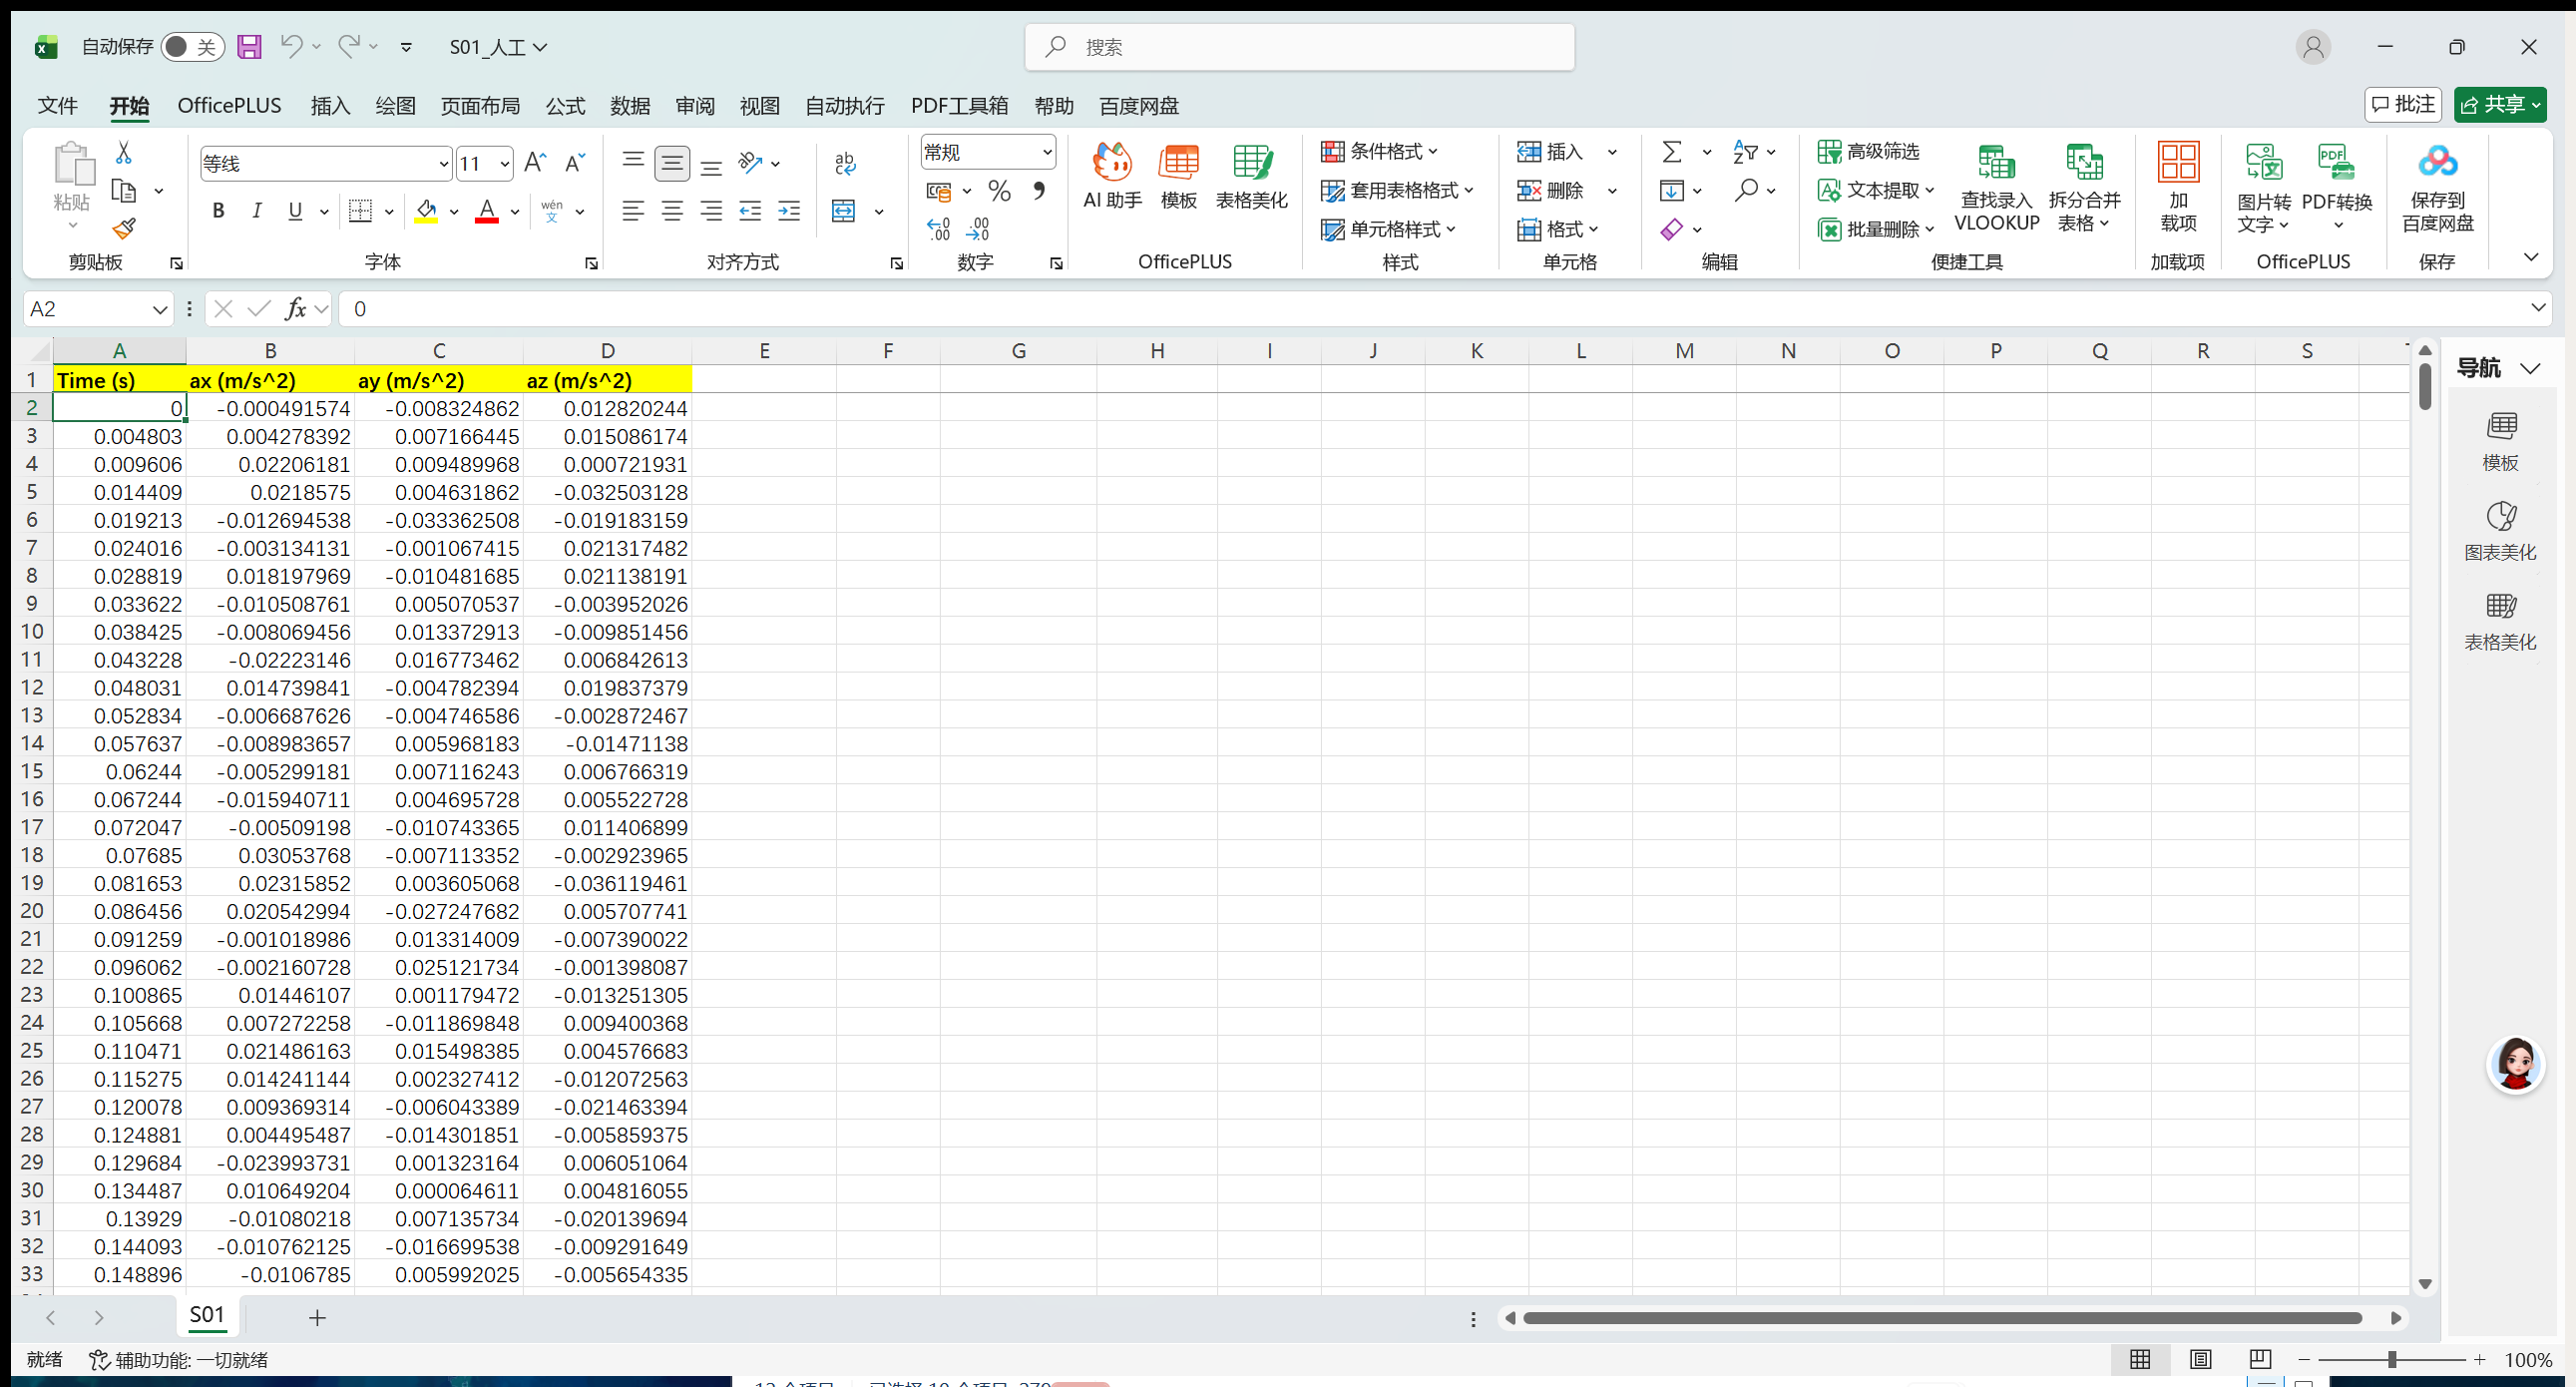 自动保存 关 S01_人工 搜索
文件 开始 OfficePLUS 插入 绘图 页面布局 公式 数据 审阅 视图 自动执行 PDF工具箱 帮助 百度网盘 批注 共享
粘贴 等线 11 常规 AI 助手 模板 表格美化 条件格式 套用表格格式 单元格样式 插入 删除 格式 高级筛选 文本提取 批量删除 查找录入 VLOOKUP 拆分合并 表格 加 载项 图片转 文字 PDF转换 保存到 百度网盘
剪贴板 字体 对齐方式 数字 OfficePLUS 样式 单元格 编辑 便捷工具 加载项 OfficePLUS 保存
A2 fx 0
A B C D E F G H I J K L M N O P Q R S
1 Time (s) ax (m/s^2) ay (m/s^2) az (m/s^2)
2 0 -0.000491574 -0.008324862 0.012820244
3 0.004803 0.004278392 0.007166445 0.015086174
4 0.009606 0.02206181 0.009489968 0.000721931
5 0.014409 0.0218575 0.004631862 -0.032503128
6 0.019213 -0.012694538 -0.033362508 -0.019183159
7 0.024016 -0.003134131 -0.001067415 0.021317482
8 0.028819 0.018197969 -0.010481685 0.021138191
9 0.033622 -0.010508761 0.005070537 -0.003952026
10 0.038425 -0.008069456 0.013372913 -0.009851456
11 0.043228 -0.02223146 0.016773462 0.006842613
12 0.048031 0.014739841 -0.004782394 0.019837379
13 0.052834 -0.006687626 -0.004746586 -0.002872467
14 0.057637 -0.008983657 0.005968183 -0.01471138
15 0.06244 -0.005299181 0.007116243 0.006766319
16 0.067244 -0.015940711 0.004695728 0.005522728
17 0.072047 -0.00509198 -0.010743365 0.011406899
18 0.07685 0.03053768 -0.007113352 -0.002923965
19 0.081653 0.02315852 0.003605068 -0.036119461
20 0.086456 0.020542994 -0.027247682 0.005707741
21 0.091259 -0.001018986 0.013314009 -0.007390022
22 0.096062 -0.002160728 0.025121734 -0.001398087
23 0.100865 0.01446107 0.001179472 -0.013251305
24 0.105668 0.007272258 -0.011869848 0.009400368
25 0.110471 0.021486163 0.015498385 0.004576683
26 0.115275 0.014241144 0.002327412 -0.012072563
27 0.120078 0.009369314 -0.006043389 -0.021463394
28 0.124881 0.004495487 -0.014301851 -0.005859375
29 0.129684 -0.023993731 0.001323164 0.006051064
30 0.134487 0.010649204 0.000064611 0.004816055
31 0.13929 -0.01080218 0.007135734 -0.020139694
32 0.144093 -0.010762125 -0.016699538 -0.009291649
33 0.148896 -0.0106785 0.005992025 -0.005654335
导航
模板
图表美化
表格美化
S01
就绪 辅助功能: 一切就绪 100%